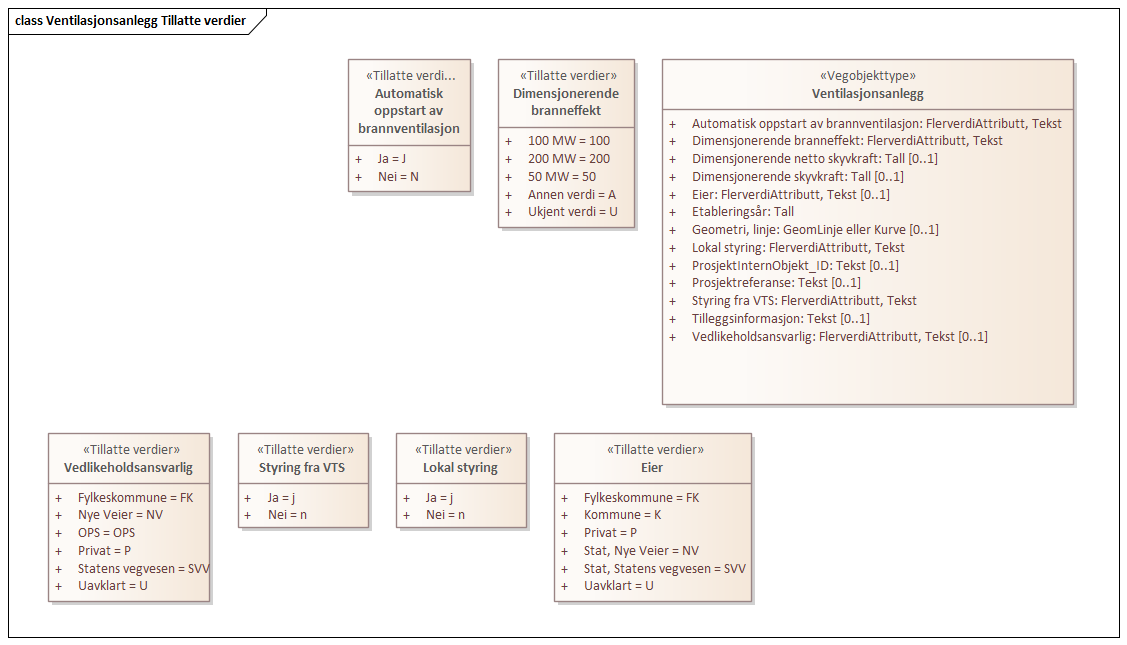 class Ventilasjonsanlegg Tillatte verdier
«Tillatte verdi...
Automatisk
oppstart av
brannventilasjon
+ Ja = J
+ Nei = N
«Tillatte verdier»
Dimensjonerende
branneffekt
+ 100 MW = 100
+ 200 MW = 200
+ 50 MW = 50
+ Annen verdi = A
+ Ukjent verdi = U
«Vegobjekttype»
Ventilasjonsanlegg
+ Automatisk oppstart av brannventilasjon: FlerverdiAttributt, Tekst
+ Dimensjonerende branneffekt: FlerverdiAttributt, Tekst
+ Dimensjonerende netto skyvkraft: Tall [0..1]
+ Dimensjonerende skyvkraft: Tall [0..1]
+ Eier: FlerverdiAttributt, Tekst [0..1]
+ Etableringsår: Tall
+ Geometri, linje: GeomLinje eller Kurve [0..1]
+ Lokal styring: FlerverdiAttributt, Tekst
+ ProsjektInternObjekt_ID: Tekst [0..1]
+ Prosjektreferanse: Tekst [0..1]
+ Styring fra VTS: FlerverdiAttributt, Tekst
+ Tilleggsinformasjon: Tekst [0..1]
+ Vedlikeholdsansvarlig: FlerverdiAttributt, Tekst [0..1]
«Tillatte verdier»
Vedlikeholdsansvarlig
+ Fylkeskommune = FK
+ Nye Veier = NV
+ OPS = OPS
+ Privat = P
+ Statens vegvesen = SVV
+ Uavklart = U
«Tillatte verdier»
Styring fra VTS
+ Ja = j
+ Nei = n
«Tillatte verdier»
Lokal styring
+ Ja = j
+ Nei = n
«Tillatte verdier»
Eier
+ Fylkeskommune = FK
+ Kommune = K
+ Privat = P
+ Stat, Nye Veier = NV
+ Stat, Statens vegvesen = SVV
+ Uavklart = U